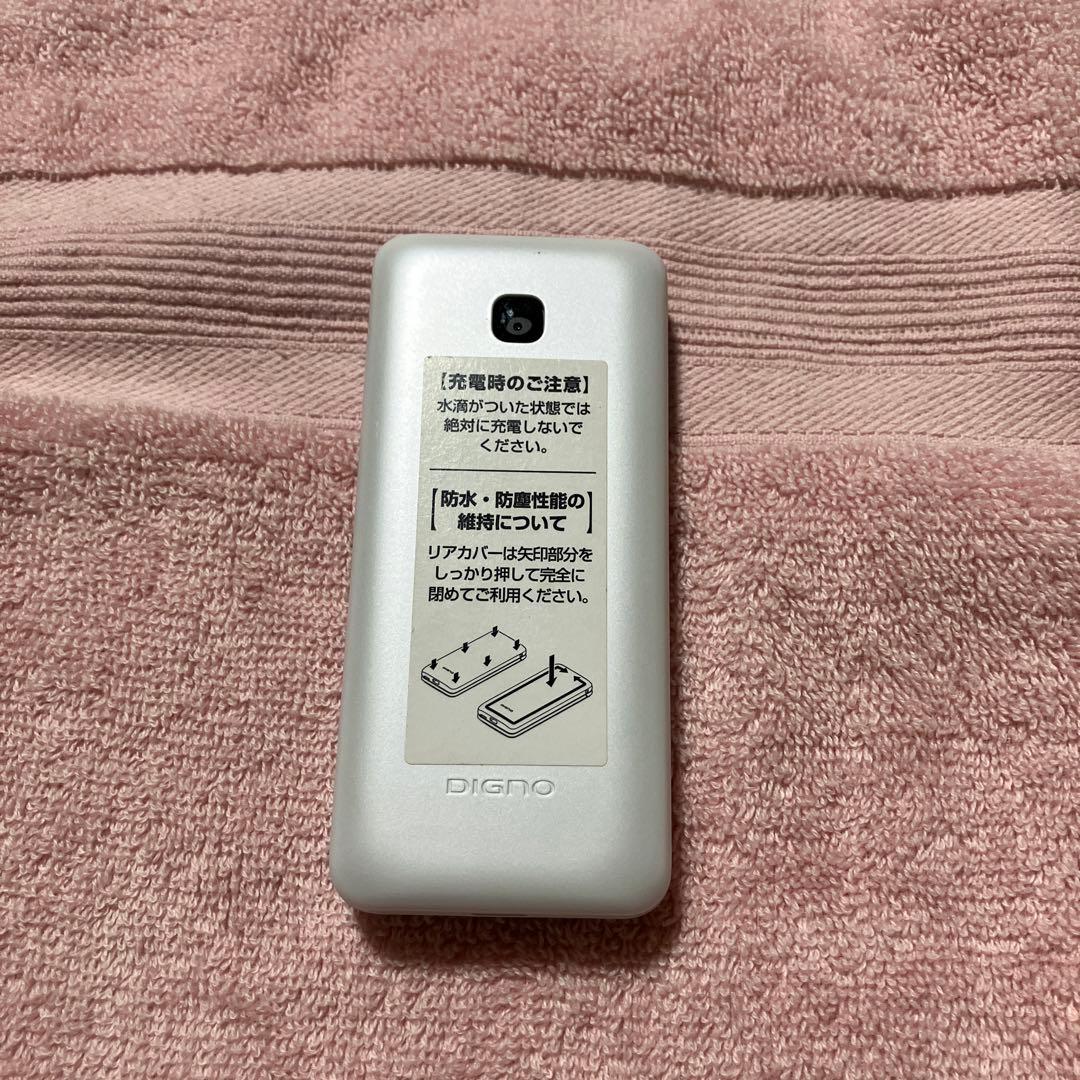 【充電時のご注意】
水滴がついた状態では
絶対に充電しないで
ください。
【防水・防塵性能の
維持について】
リアカバーは矢印部分を
しっかり押して完全に
閉めてご利用ください。
DIGNO